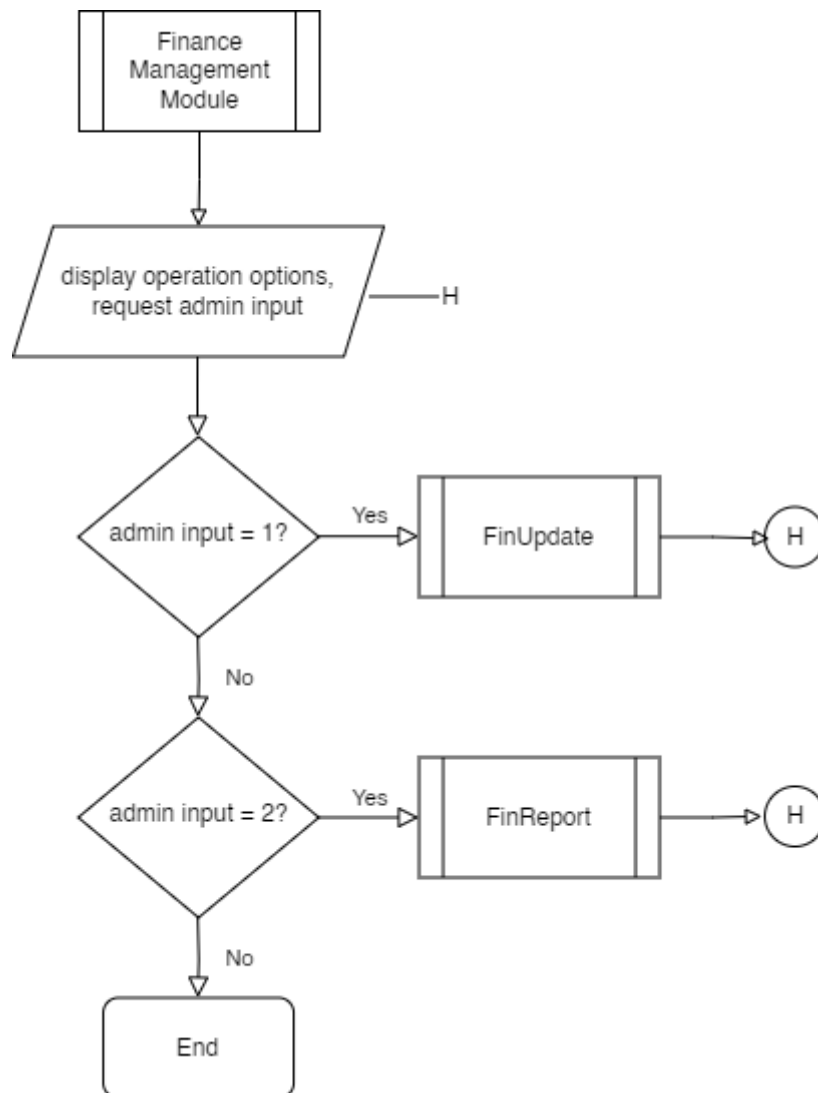 Finance
Management
Module
display operation options,
request admin input
H
admin input = 1?
Yes
FinUpdate
H
No
admin input = 2?
Yes
FinReport
H
No
End